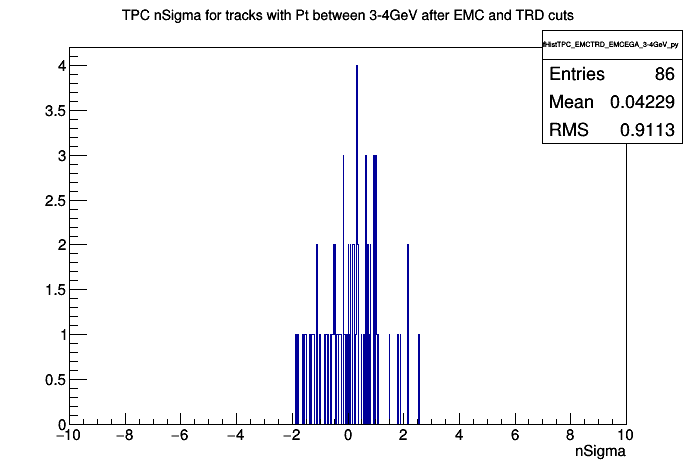 TPC nSigma for tracks with Pt between 3-4GeV after EMC and TRD cuts
fHistTPC_EMCTRD_EMCEGA_3-4GeV_py
Entries 86
Mean 0.04229
RMS 0.9113
4
3.5
3
2.5
2
1.5
1
0.5
0
−10 −8 −6 −4 −2 0 2 4 6 8 10
nSigma